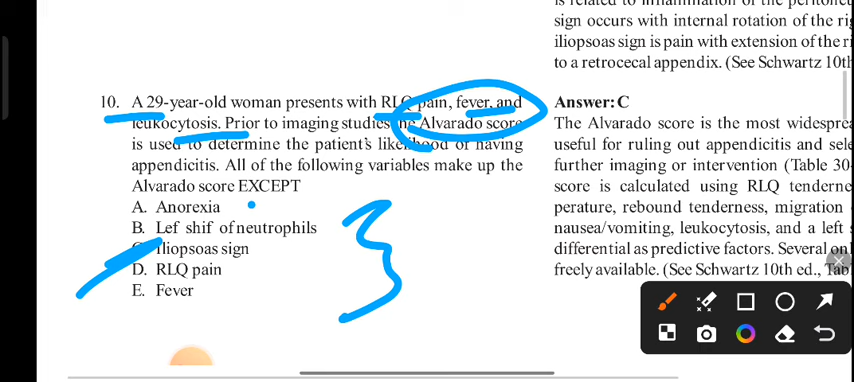 10. A 29-year-old woman presents with RLQ pain, fever, and
leukocytosis. Prior to imaging studies the Alvarado score
is used to determine the patient's likelihood of having
appendicitis. All of the following variables make up the
Alvarado score EXCEPT
A. Anorexia
B. Lef shif of neutrophils
C. Iliopsoas sign
D. RLQ pain
E. Fever
sign occurs with internal rotation of the
iliopsoas sign is pain with extension of the
to a retrocecal appendix. (See Schwartz 10th
Answer: C
The Alvarado score is the most
useful for ruling out appendicitis and
further imaging or intervention (Table 30-
score is calculated using RLQ
perature, rebound tenderness, migration
nausea/vomiting, leukocytosis, and a left
differential as predictive factors. Several
freely available. (See Schwartz 10th ed.,